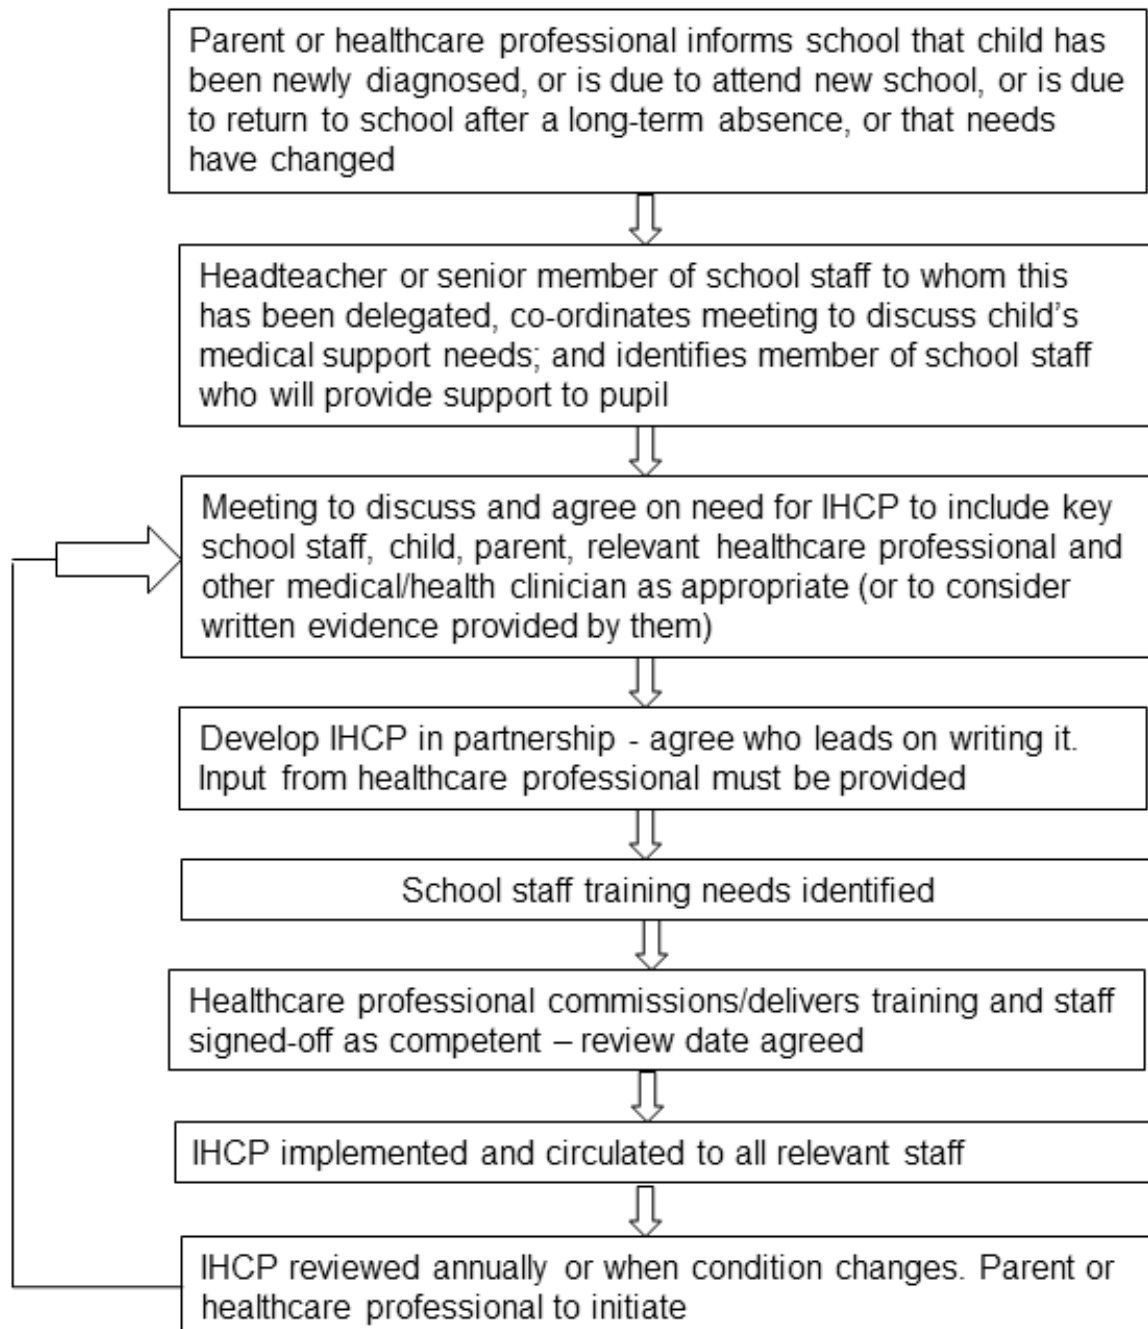 Parent or healthcare professional informs school that child has
been newly diagnosed, or is due to attend new school, or is due
to return to school after a long-term absence, or that needs
have changed
Headteacher or senior member of school staff to whom this
has been delegated, co-ordinates meeting to discuss child's
medical support needs; and identifies member of school staff
who will provide support to pupil
Meeting to discuss and agree on need for IHCP to include key
school staff, child, parent, relevant healthcare professional and
other medical/health clinician as appropriate (or to consider
written evidence provided by them)
Develop IHCP in partnership - agree who leads on writing it.
Input from healthcare professional must be provided
School staff training needs identified
Healthcare professional commissions/delivers training and staff
signed-off as competent – review date agreed
IHCP implemented and circulated to all relevant staff
IHCP reviewed annually or when condition changes. Parent or
healthcare professional to initiate